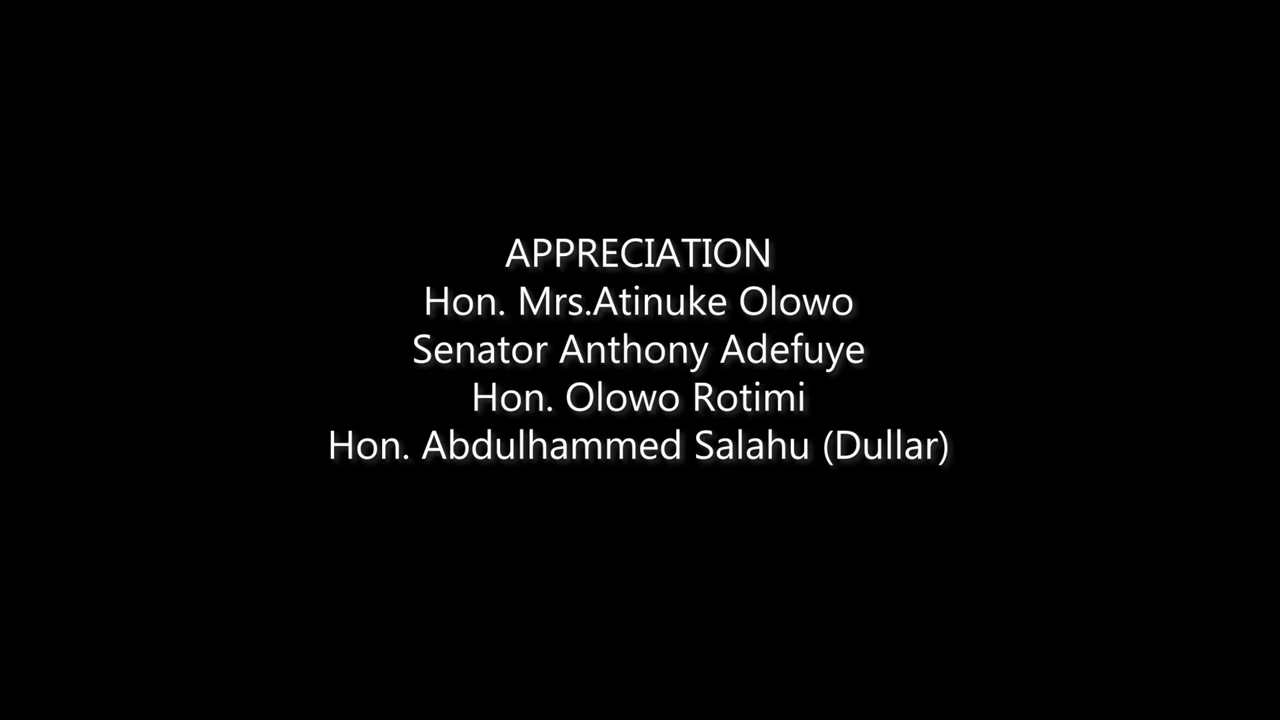 APPRECIATION
Hon. Mrs.Atinuke Olowo
Senator Anthony Adefuye
Hon. Olowo Rotimi
Hon. Abdulhammed Salahu (Dullar)